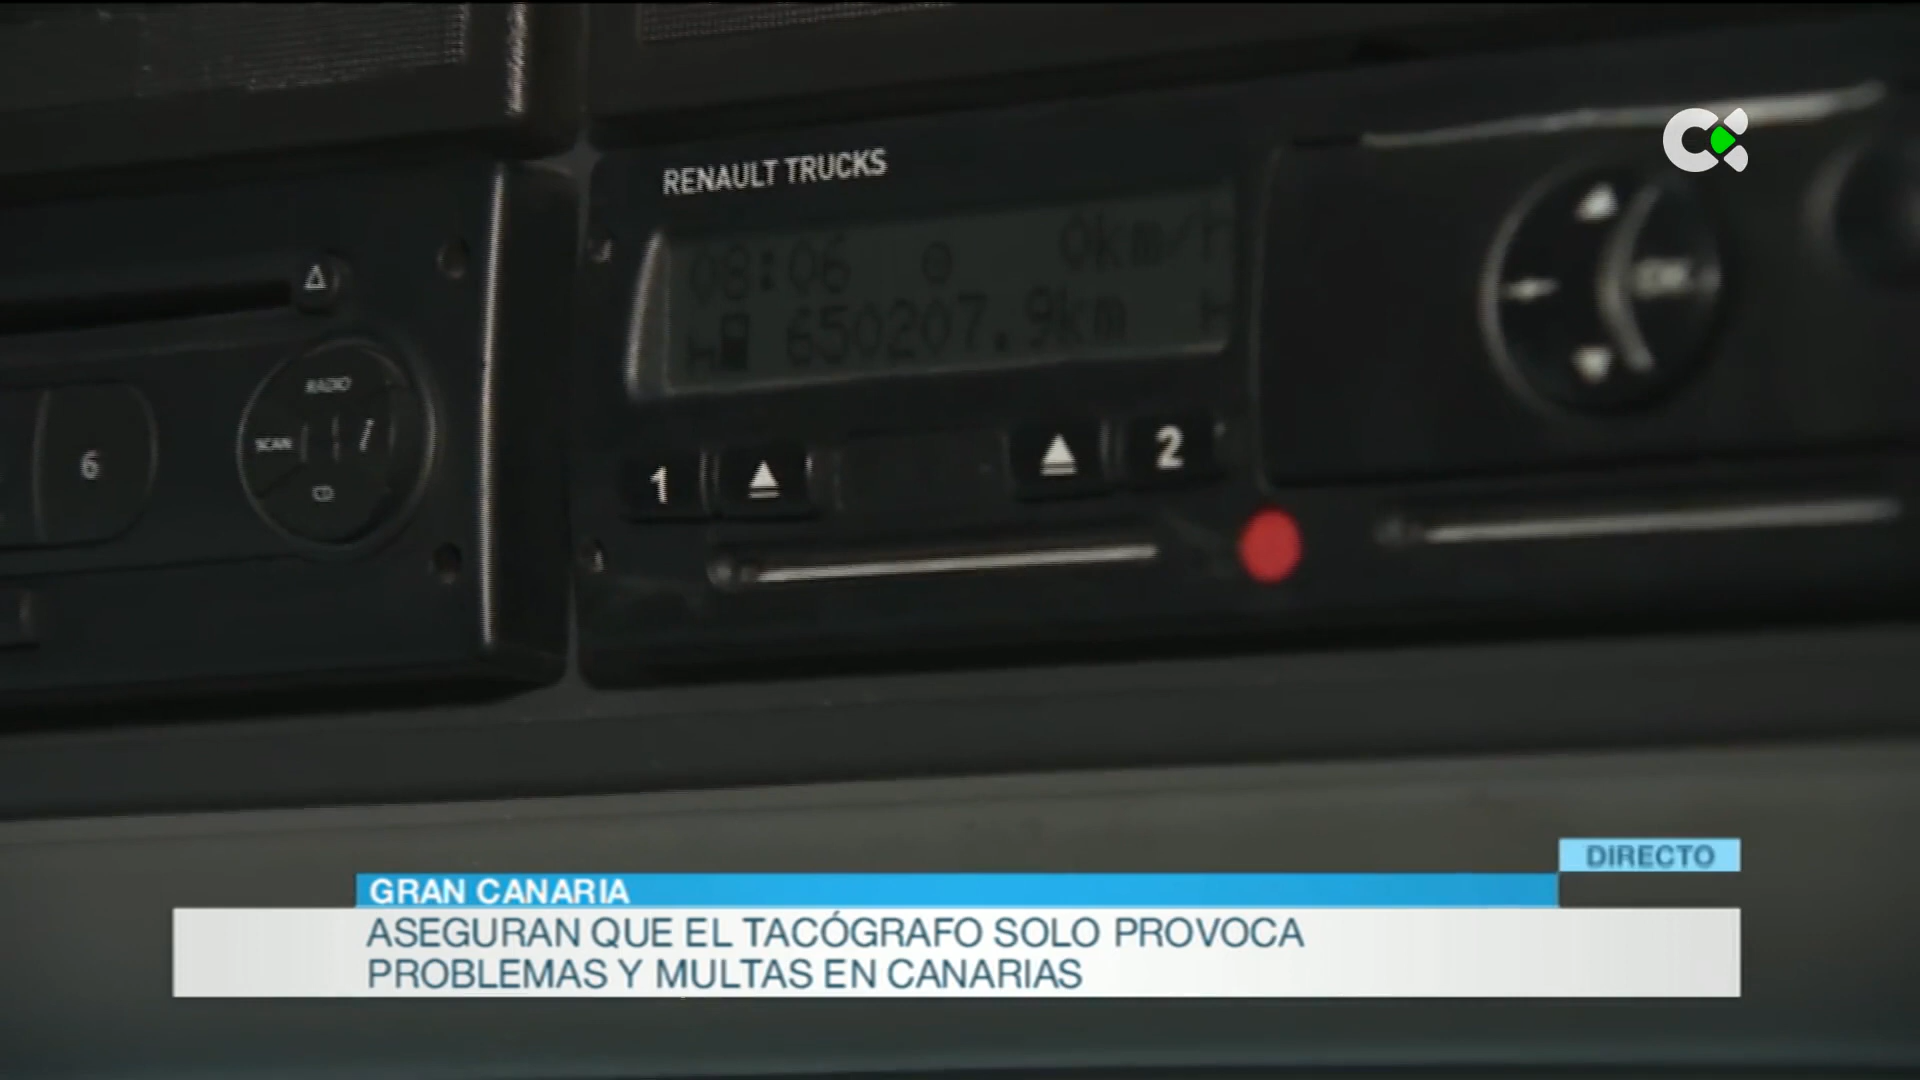 RENAULT TRUCKS
08:06 0km/h
650207.9km
RADIO
SCAN
CD
6
1
2
OK
DIRECTO
GRAN CANARIA
ASEGURAN QUE EL TACÓGRAFO SOLO PROVOCA
PROBLEMAS Y MULTAS EN CANARIAS